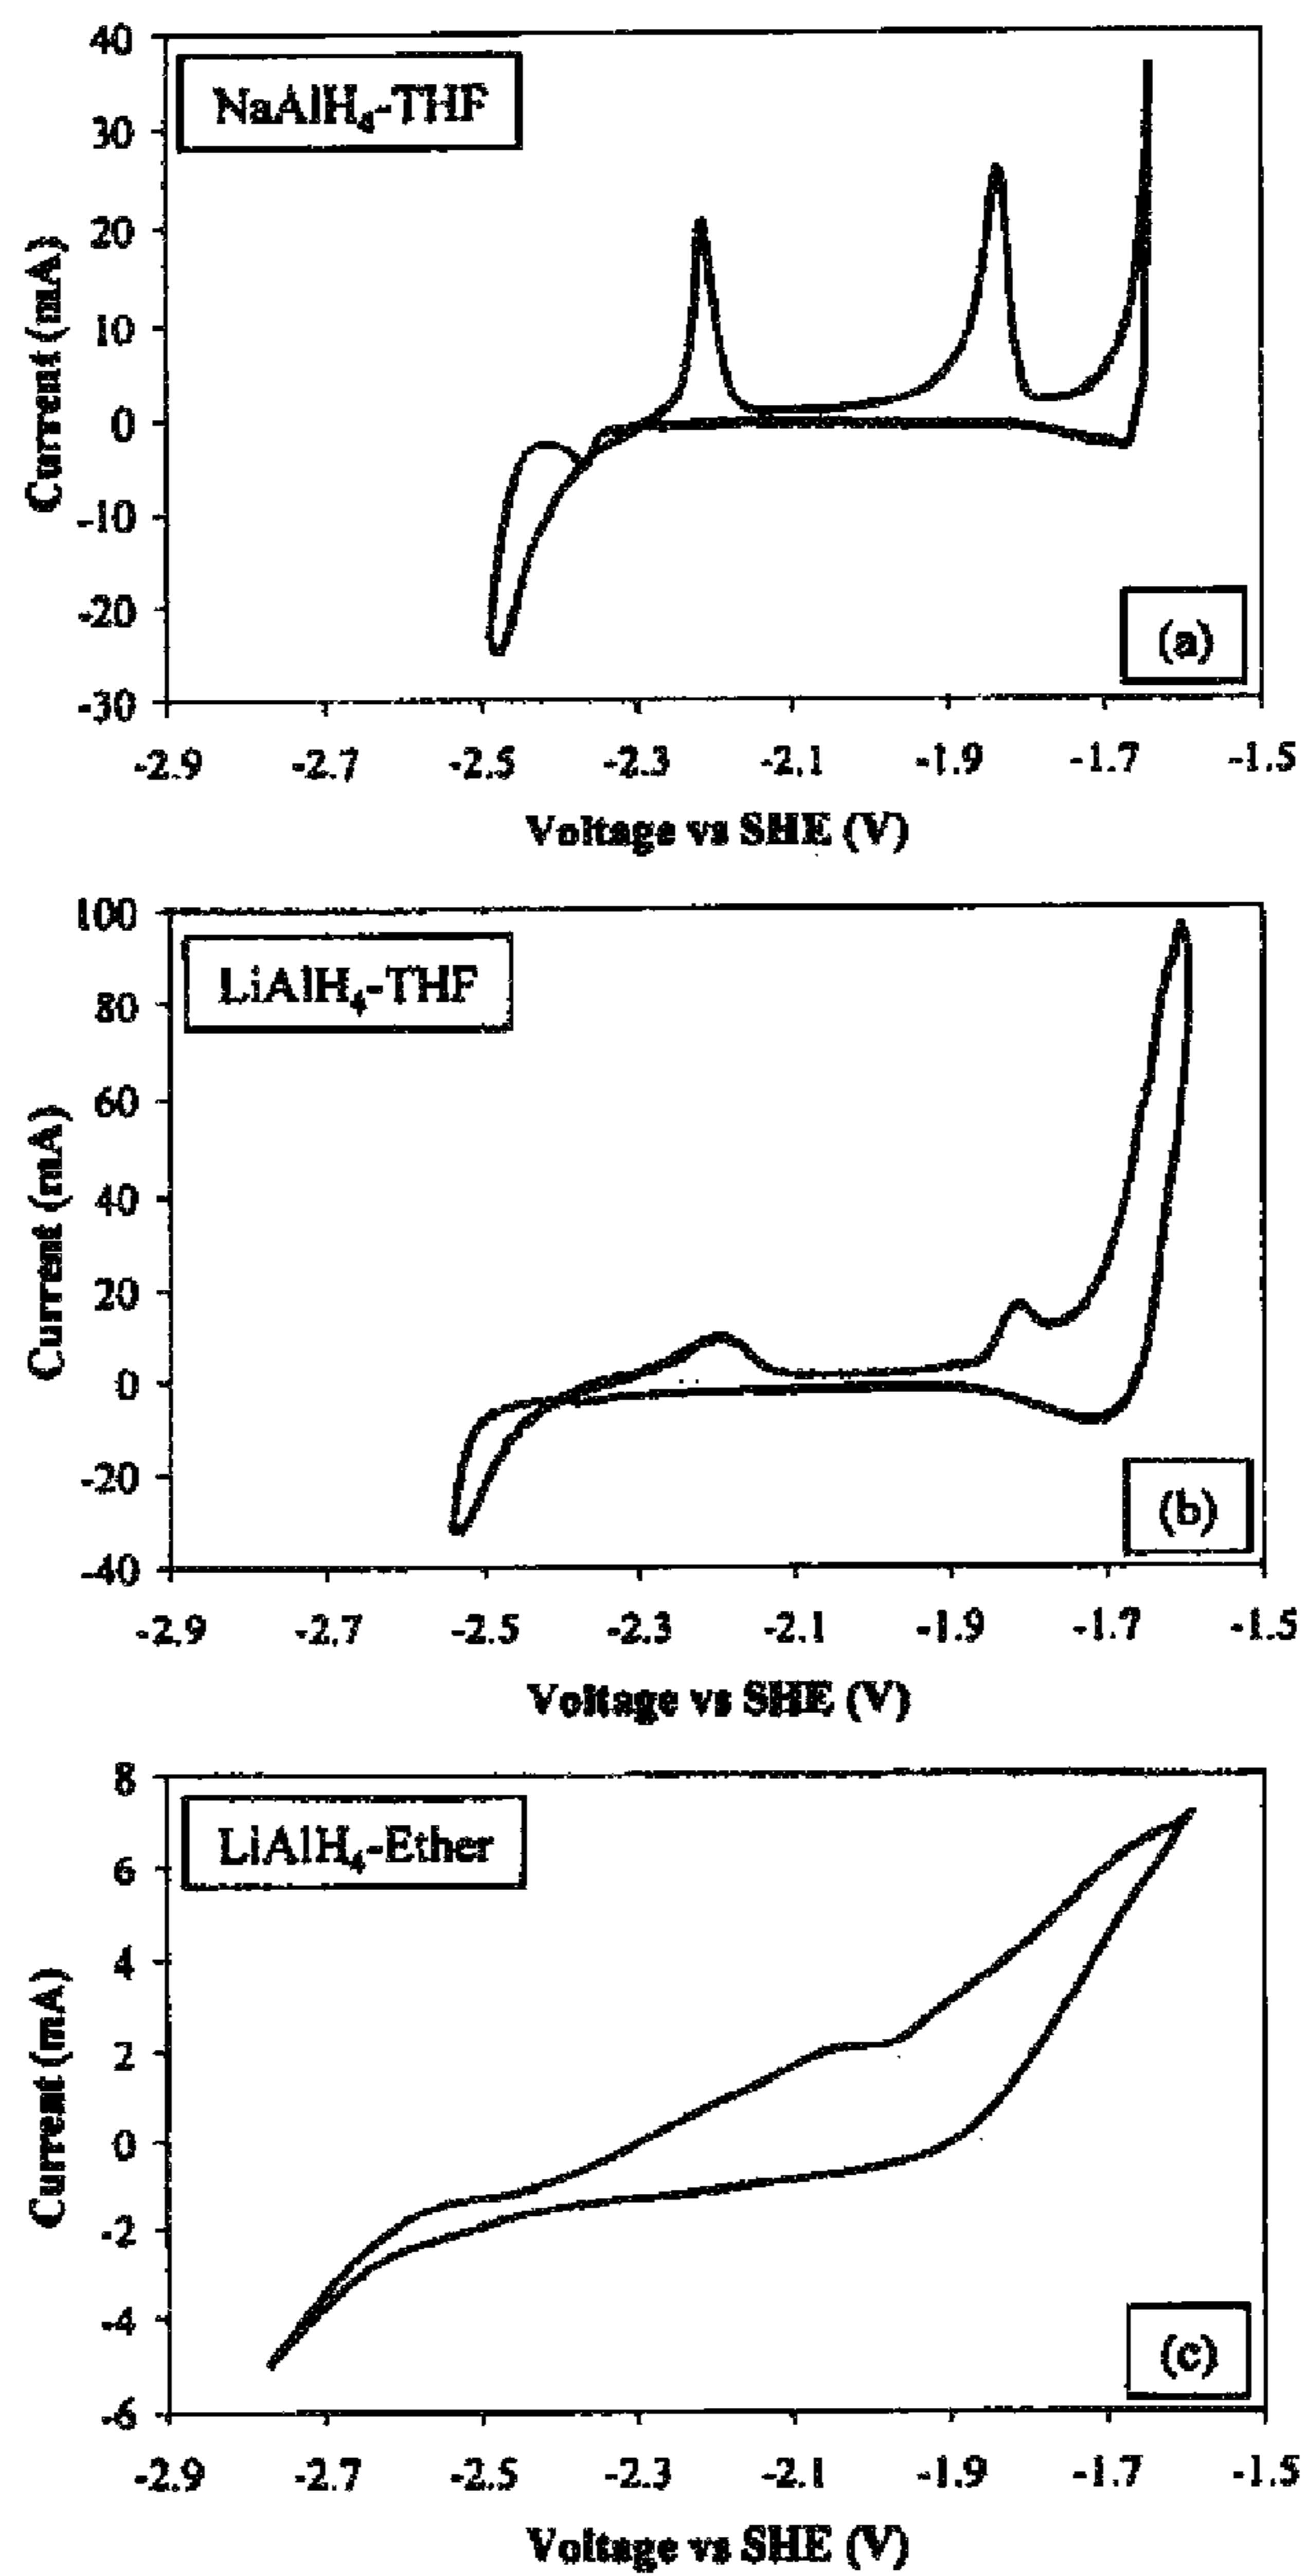 40
NaAlH₄-THF
30
20
10
0
-10
-20
-30
Current (mA)
(a)
-2.9 -2.7 -2.5 -2.3 -2.1 -1.9 -1.7 -1.5
Voltage vs SHE (V)
100
LiAlH₄-THF
80
60
40
20
0
-20
-40
Current (mA)
(b)
-2.9 -2.7 -2.5 -2.3 -2.1 -1.9 -1.7 -1.5
Voltage vs SHE (V)
8
LiAlH₄-Ether
6
4
2
0
-2
-4
-6
Current (mA)
(c)
-2.9 -2.7 -2.5 -2.3 -2.1 -1.9 -1.7 -1.5
Voltage vs SHE (V)